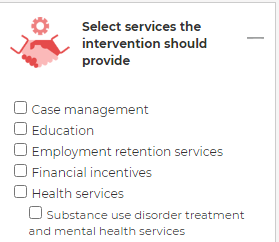 Select services the
intervention should
provide
Case management
Education
Employment retention services
Financial incentives
Health services
Substance use disorder treatment
and mental health services